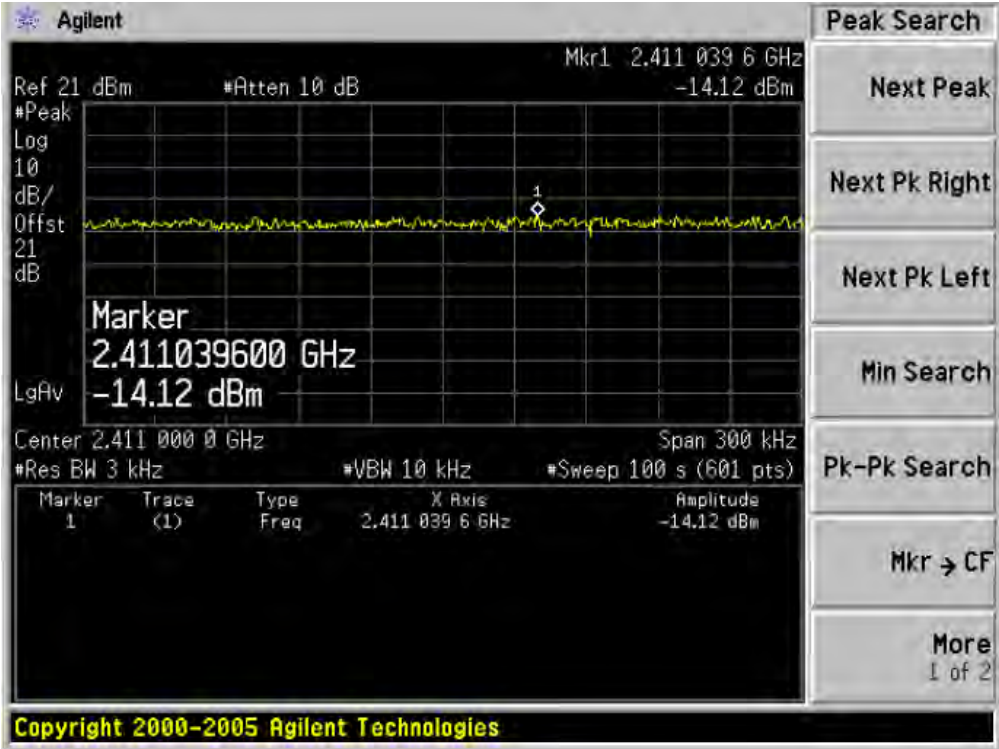 Agilent
Peak Search
Mkr1 2.411 039 6 GHz
Ref 21 dBm #Atten 10 dB -14.12 dBm
#Peak
Log
10
dB/
Offst
21
dB
1
Marker
2.411039600 GHz
-14.12 dBm
LgAv
Center 2.411 000 0 GHz Span 300 kHz
#Res BW 3 kHz #VBW 10 kHz #Sweep 100 s (601 pts)
Marker Trace Type X Axis Amplitude
1 (1) Freq 2.411 039 6 GHz -14.12 dBm
Next Peak
Next Pk Right
Next Pk Left
Min Search
Pk-Pk Search
Mkr → CF
More
1 of 2
Copyright 2000-2005 Agilent Technologies